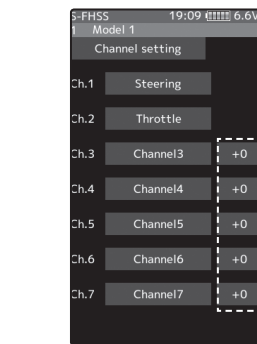 S-FHSS 19:09 6.6V
1 Model 1
Channel setting
Ch.1 Steering
Ch.2 Throttle
Ch.3 Channel3 +0
Ch.4 Channel4 +0
Ch.5 Channel5 +0
Ch.6 Channel6 +0
Ch.7 Channel7 +0